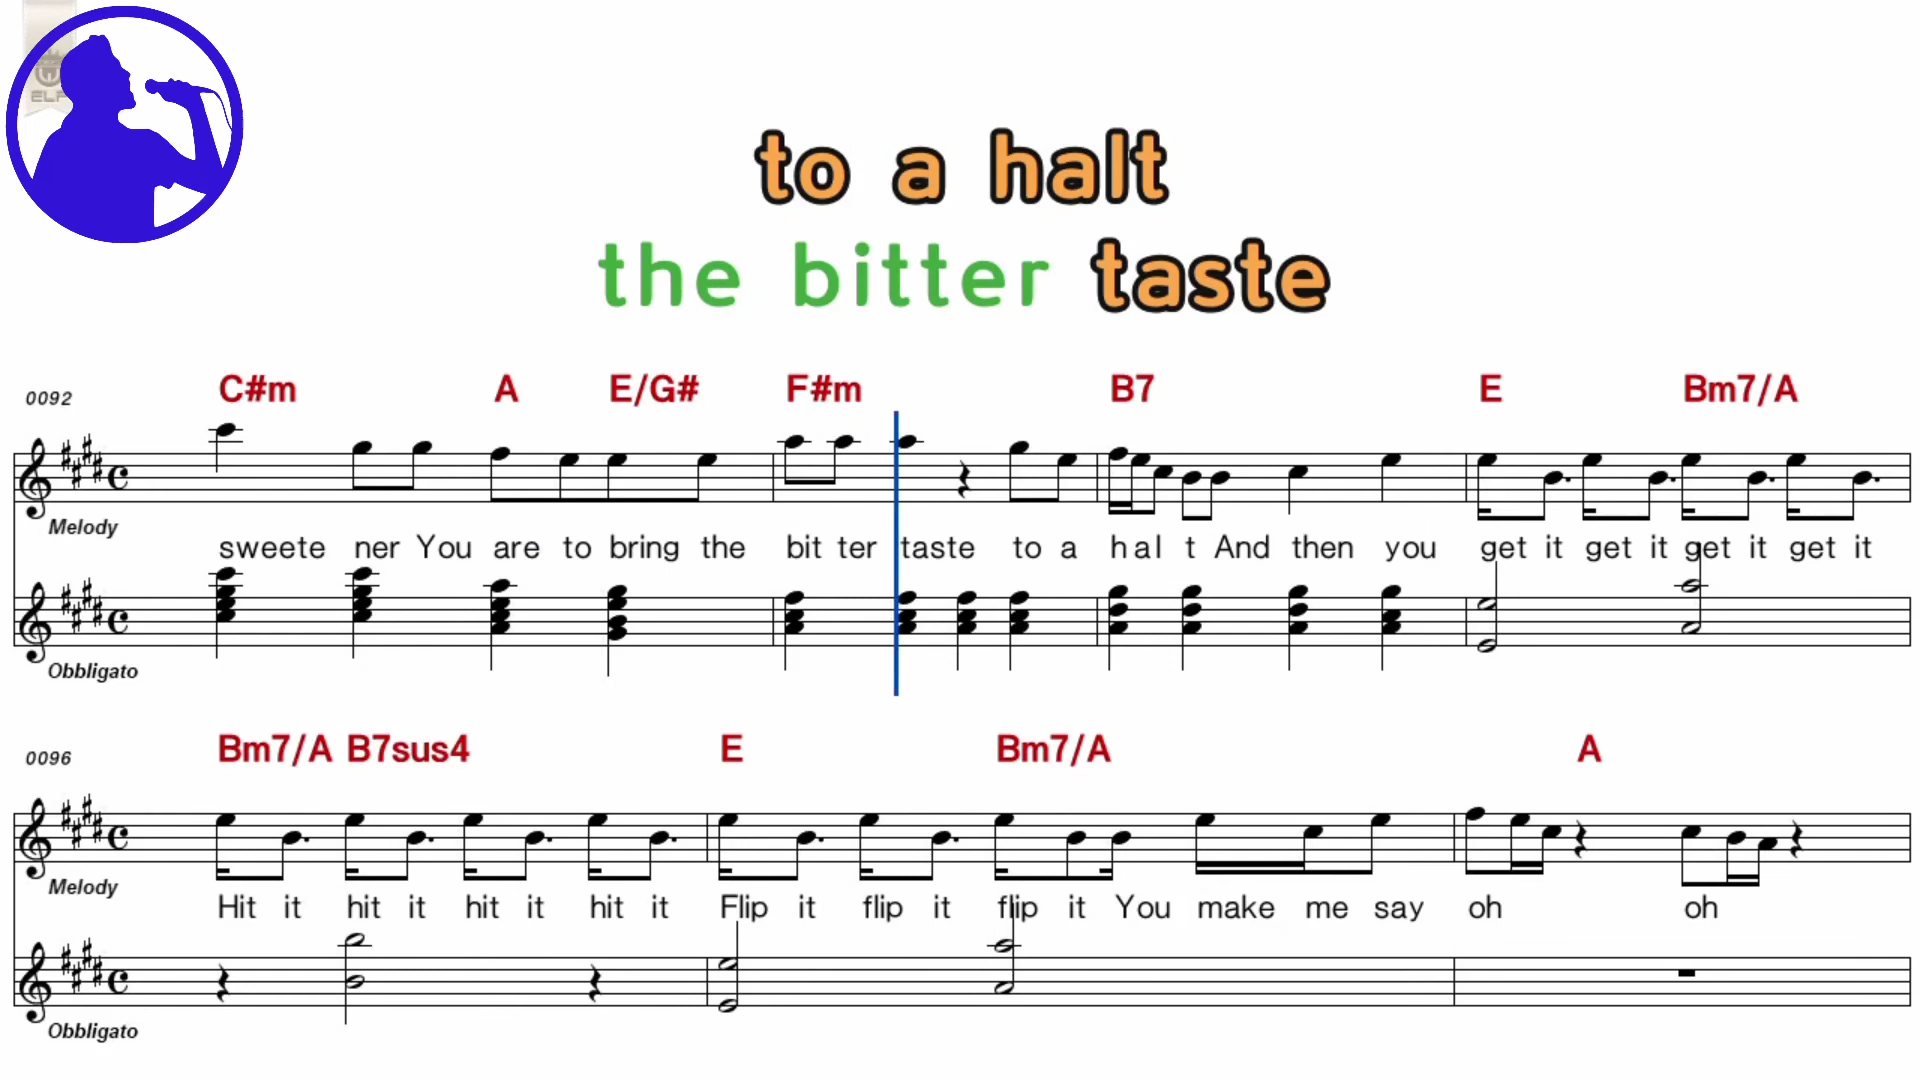 ELF
to a halt
the bitter taste
0092 C#m A E/G# F#m B7 E Bm7/A
Melody
sweete ner You are to bring the bit ter taste to a hal t And then you get it get it get it get it
Obbligato
0096 Bm7/A B7sus4 E Bm7/A A
Melody
Hit it hit it hit it hit it Flip it flip it flip it You make me say oh oh
Obbligato